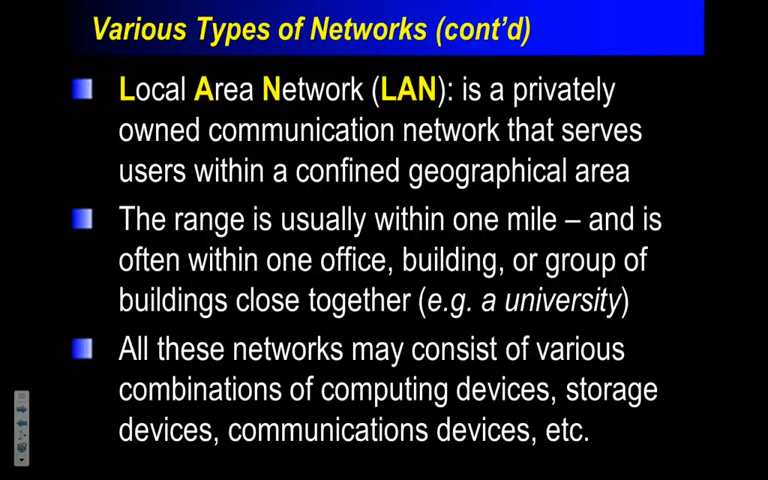 Various Types of Networks (cont’d)
Local Area Network (LAN): is a privately
owned communication network that serves
users within a confined geographical area
The range is usually within one mile – and is
often within one office, building, or group of
buildings close together (e.g. a university)
All these networks may consist of various
combinations of computing devices, storage
devices, communications devices, etc.